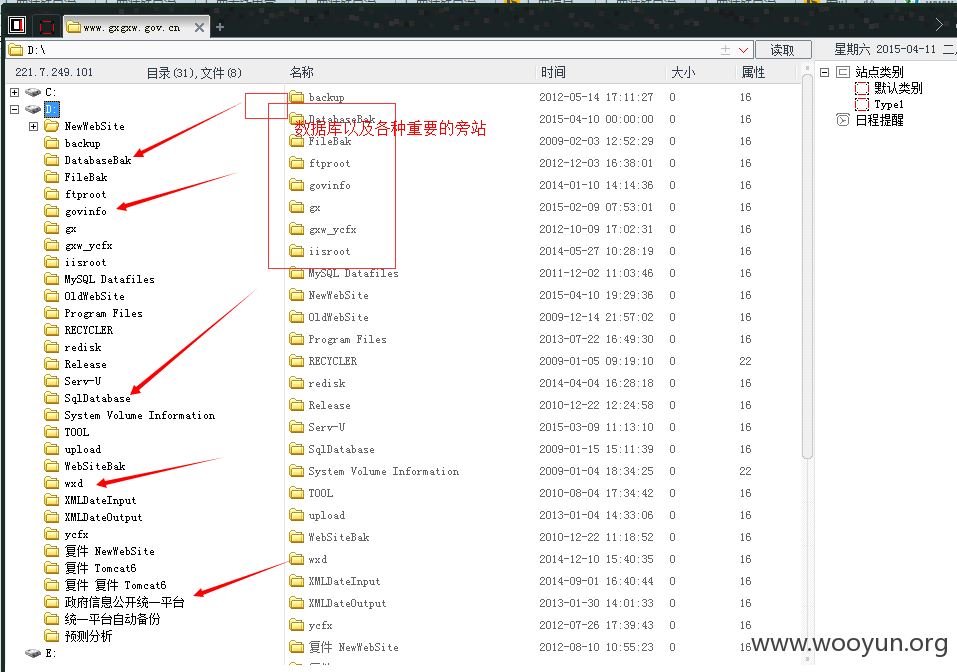 www.gxgxw.gov.cn
D:\
读取
星期六 2015-04-11 二
221.7.249.101
目录(31),文件(8)
名称 时间 大小 属性
C:
D:
NewWebSite
backup
DatabaseBak
FileBak
ftproot
govinfo
gx
gxw_ycfx
iisroot
MySQL Datafiles
OldWebSite
Program Files
RECYCLER
redisk
Release
Serv-U
SqlDatabase
System Volume Information
TOOL
upload
WebSiteBak
wxd
XMLDateInput
XMLDateOutput
ycfx
复件 NewWebSite
复件 Tomcat6
复件 复件 Tomcat6
政府信息公开统一平台
统一平台自动备份
预测分析
E:
backup 2012-05-14 17:11:27 0 16
DatabaseBak 2015-04-10 00:00:00 0 16
数据库以及各种重要的旁站
FileBak 2009-02-03 12:52:29 0 16
ftproot 2012-12-03 16:38:01 0 16
govinfo 2014-01-10 14:14:36 0 16
gx 2015-02-09 07:53:01 0 16
gxw_ycfx 2012-10-09 17:02:31 0 16
iisroot 2014-05-27 10:28:19 0 16
MySQL Datafiles 2011-12-02 11:03:46 0 16
NewWebSite 2015-04-10 19:29:36 0 16
OldWebSite 2009-12-14 21:57:02 0 16
Program Files 2013-07-22 16:49:30 0 16
RECYCLER 2009-01-05 09:19:10 0 22
redisk 2014-04-04 16:28:18 0 16
Release 2010-12-22 12:24:58 0 16
Serv-U 2015-03-09 11:13:10 0 16
SqlDatabase 2009-01-15 15:11:39 0 16
System Volume Information 2009-01-04 18:34:25 0 22
TOOL 2010-08-04 17:34:42 0 16
upload 2013-01-04 14:33:06 0 16
WebSiteBak 2010-12-22 11:18:52 0 16
wxd 2014-12-10 15:40:35 0 16
XMLDateInput 2014-09-01 16:40:44 0 16
XMLDateOutput 2013-01-30 14:01:33 0 16
ycfx 2012-07-26 17:39:43 0 16
复件 NewWebSite 2012-08-10 10:55:23 0 16
站点类别
默认类别
Type1
日程提醒
www.wooyun.org